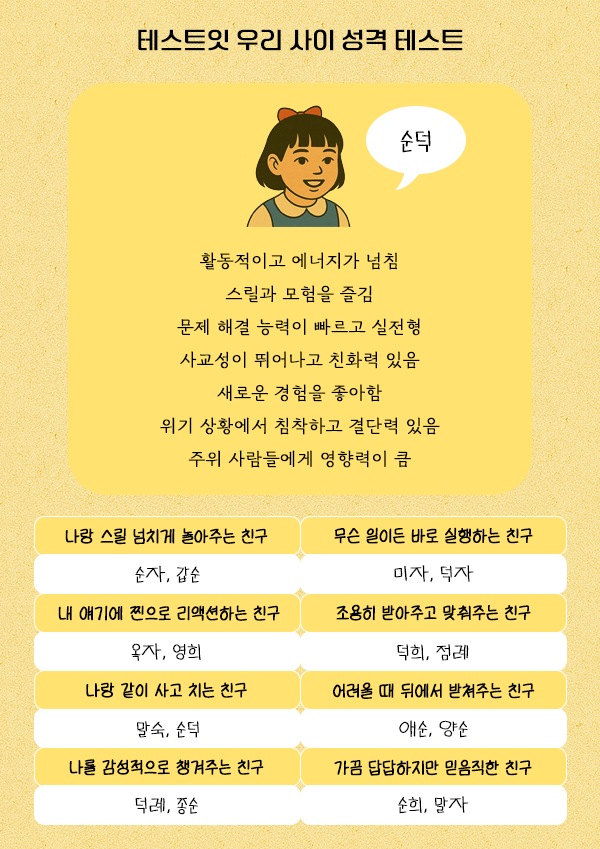 테스트잇 우리 사이 성격 테스트
순덕
활동적이고 에너지가 넘침
스릴과 모험을 즐김
문제 해결 능력이 빠르고 실전형
사교성이 뛰어나고 친화력 있음
새로운 경험을 좋아함
위기 상황에서 침착하고 결단력 있음
주위 사람들에게 영향력이 큼
나랑 스릴 넘치게 놀아주는 친구
무슨 일이든 바로 실행하는 친구
순자, 갑순
미자, 덕자
내 얘기에 찐으로 리액션하는 친구
조용히 받아주고 맞춰주는 친구
옥자, 영희
덕희, 점례
나랑 같이 사고 치는 친구
어려울 때 뒤에서 받쳐주는 친구
말숙, 순덕
애순, 양순
나를 감성적으로 챙겨주는 친구
가끔 답답하지만 믿음직한 친구
덕례, 종순
순희, 말자